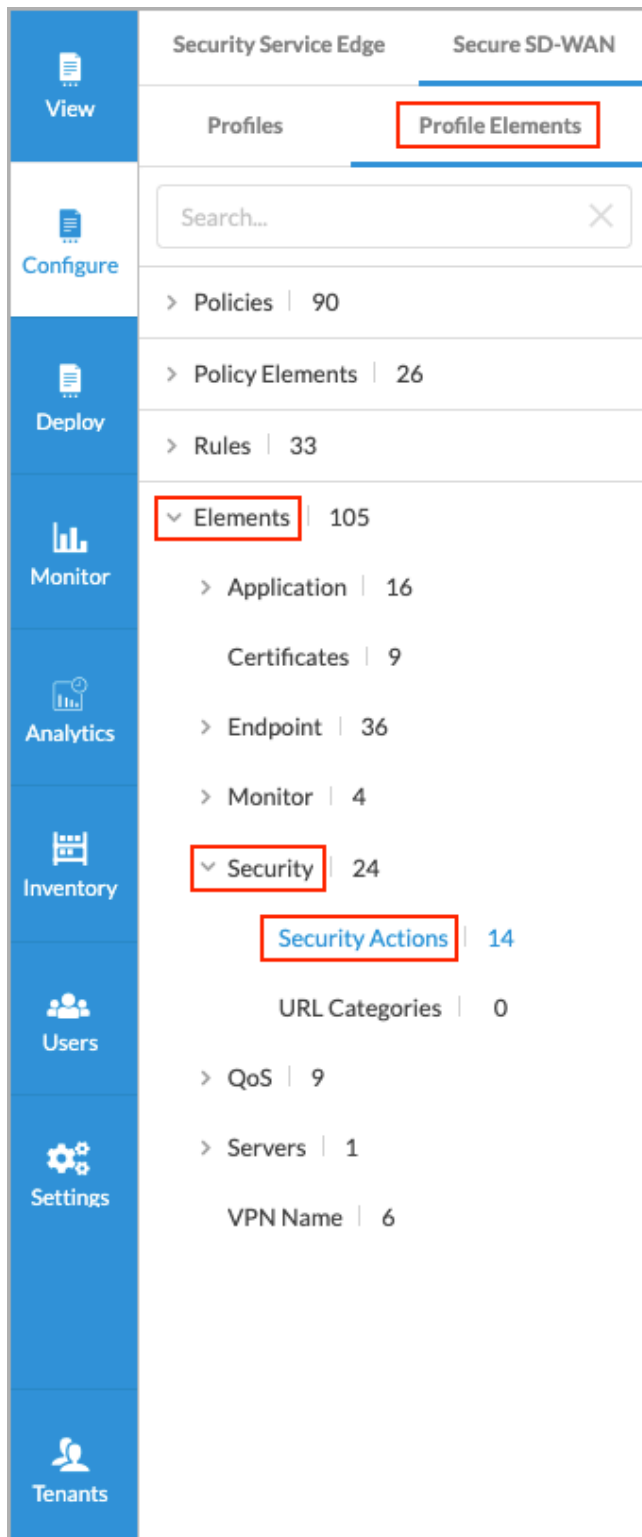 Security Service Edge Secure SD-WAN
View
Profiles Profile Elements
Search...
Configure
Policies 90
Policy Elements 26
Deploy
Rules 33
Elements 105
Monitor
Application 16
Certificates 9
Analytics
Endpoint 36
Monitor 4
Inventory
Security 24
Security Actions 14
URL Categories 0
Users
QoS 9
Servers 1
Settings
VPN Name 6
Tenants